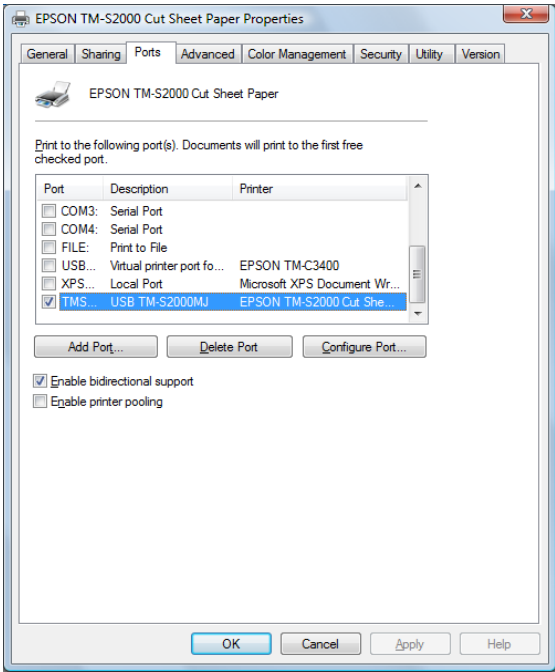 EPSON TM-S2000 Cut Sheet Paper Properties
General Sharing Ports Advanced Color Management Security Utility Version
EPSON TM-S2000 Cut Sheet Paper
Print to the following port(s). Documents will print to the first free
checked port.
Port Description Printer
COM3: Serial Port
COM4: Serial Port
FILE: Print to File
USB... Virtual printer port fo... EPSON TM-C3400
XPS... Local Port Microsoft XPS Document Wr...
TMS... USB TM-S2000MJ EPSON TM-S2000 Cut She...
Add Port... Delete Port Configure Port...
Enable bidirectional support
Enable printer pooling
OK Cancel Apply Help